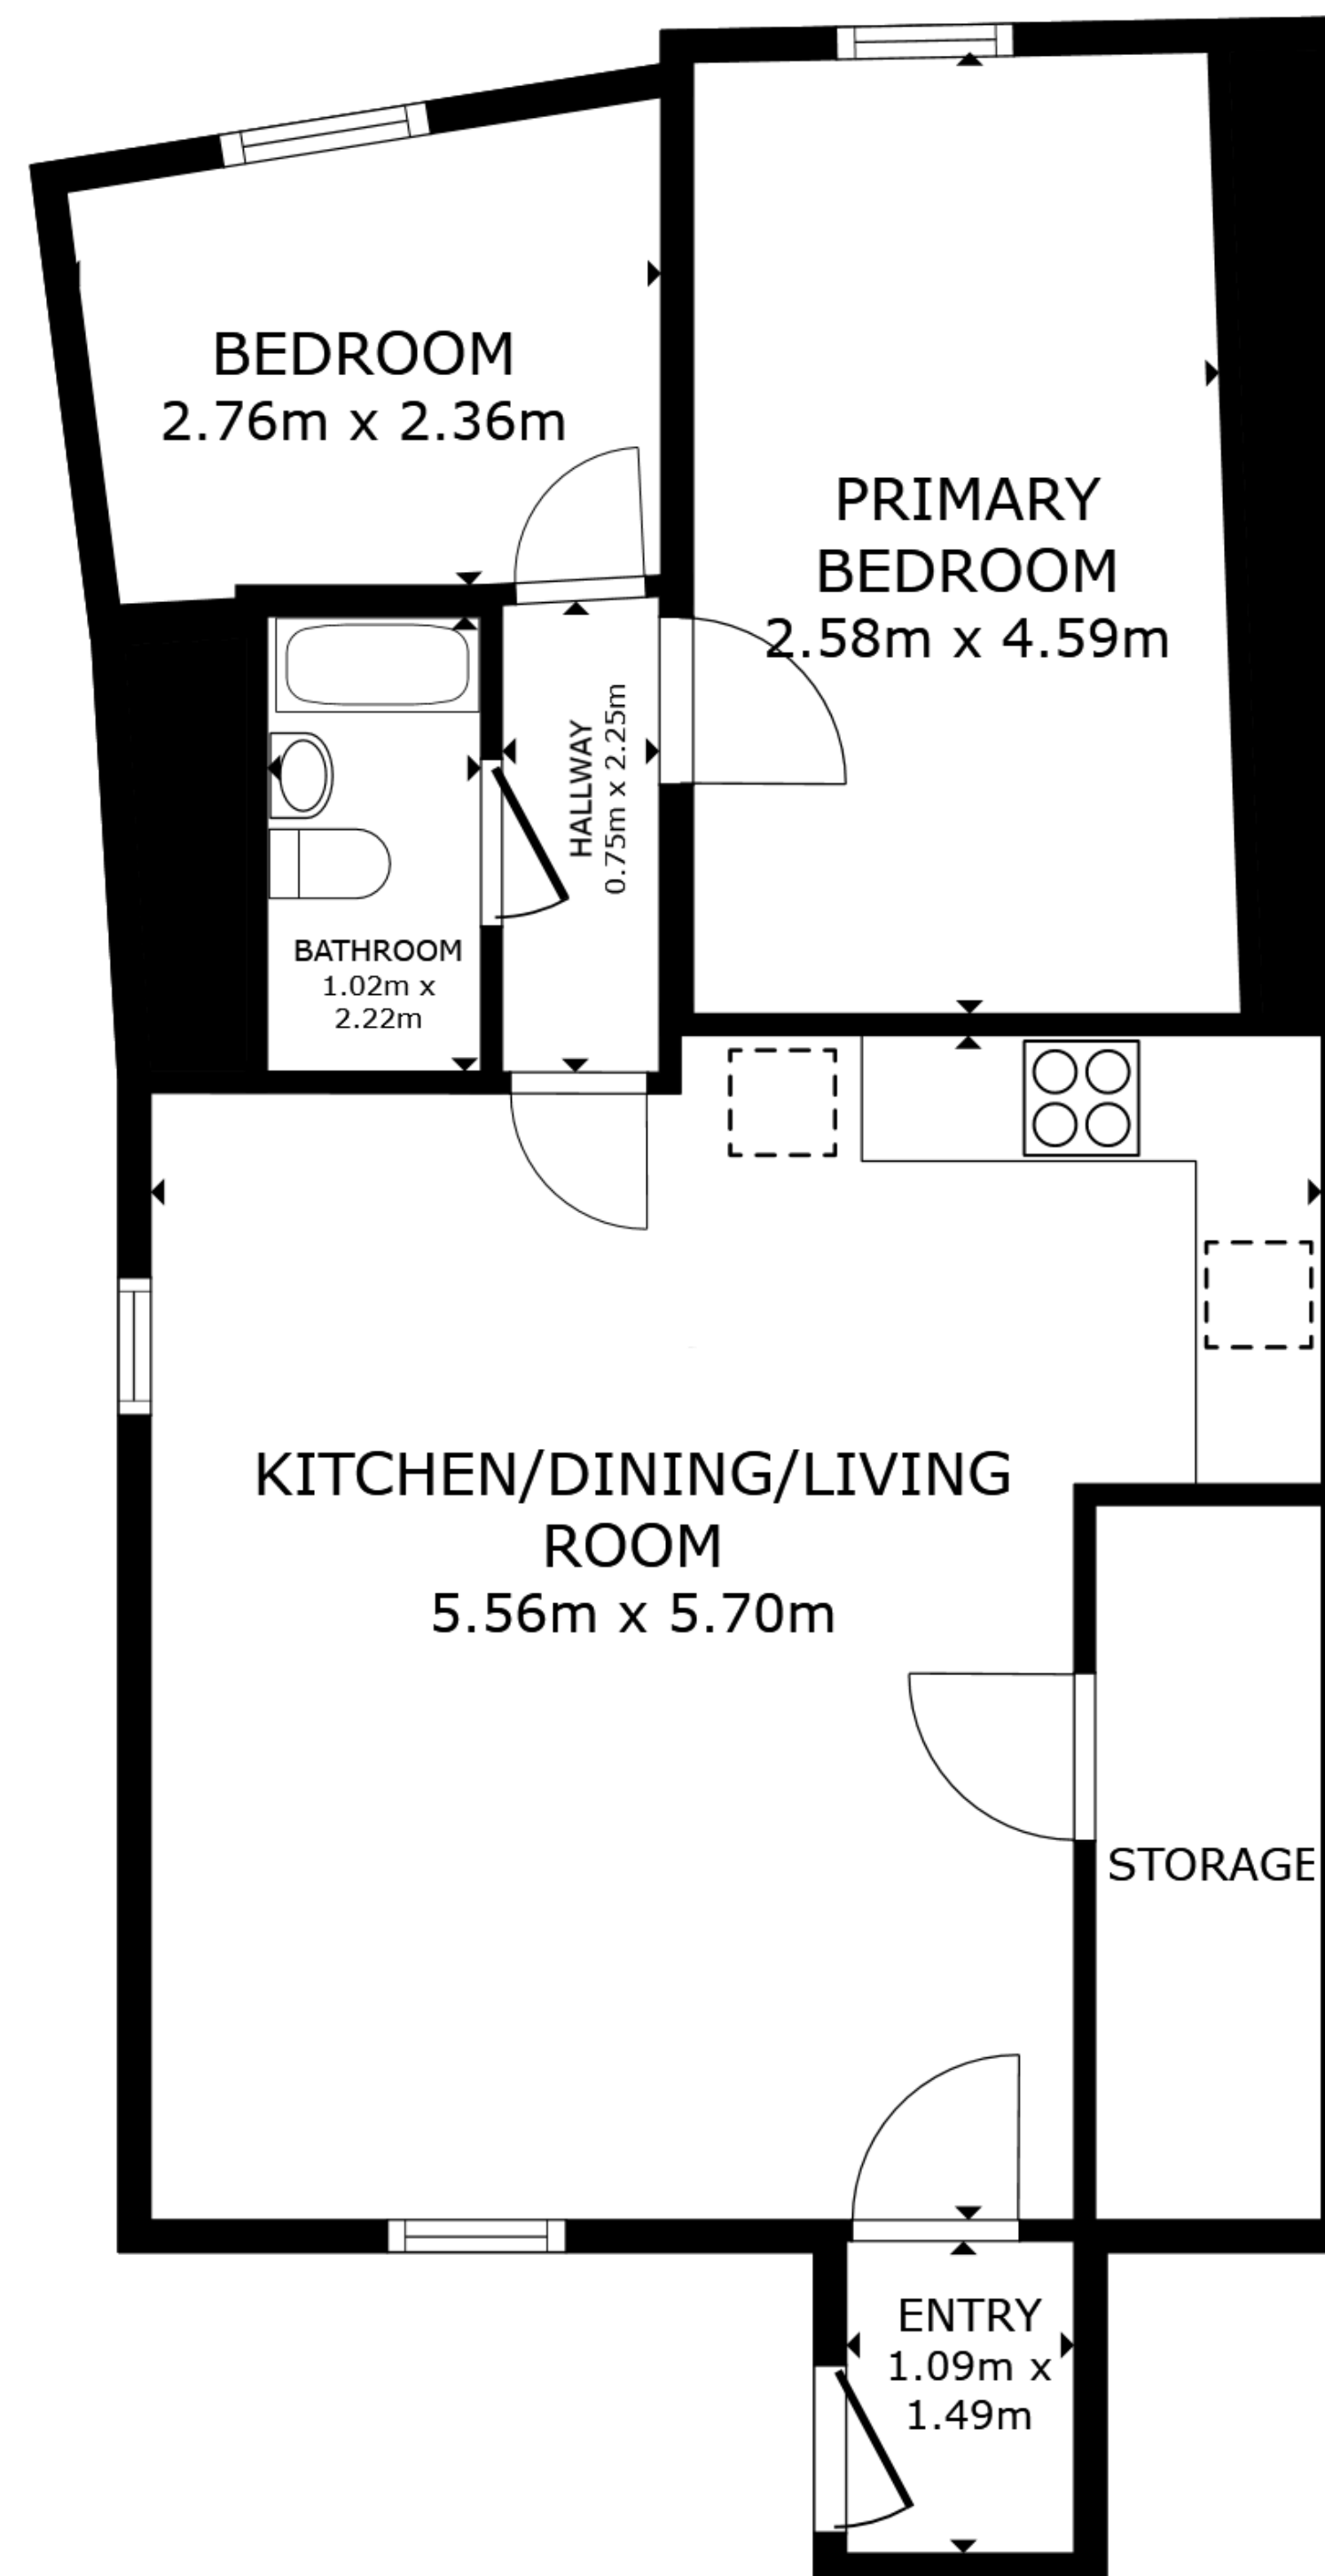 BEDROOM
2.76m x 2.36m
PRIMARY
BEDROOM
2.58m x 4.59m
HALLWAY
0.75m x 2.25m
BATHROOM
1.02m x
2.22m
KITCHEN/DINING/LIVING
ROOM
5.56m x 5.70m
STORAGE
ENTRY
1.09m x
1.49m